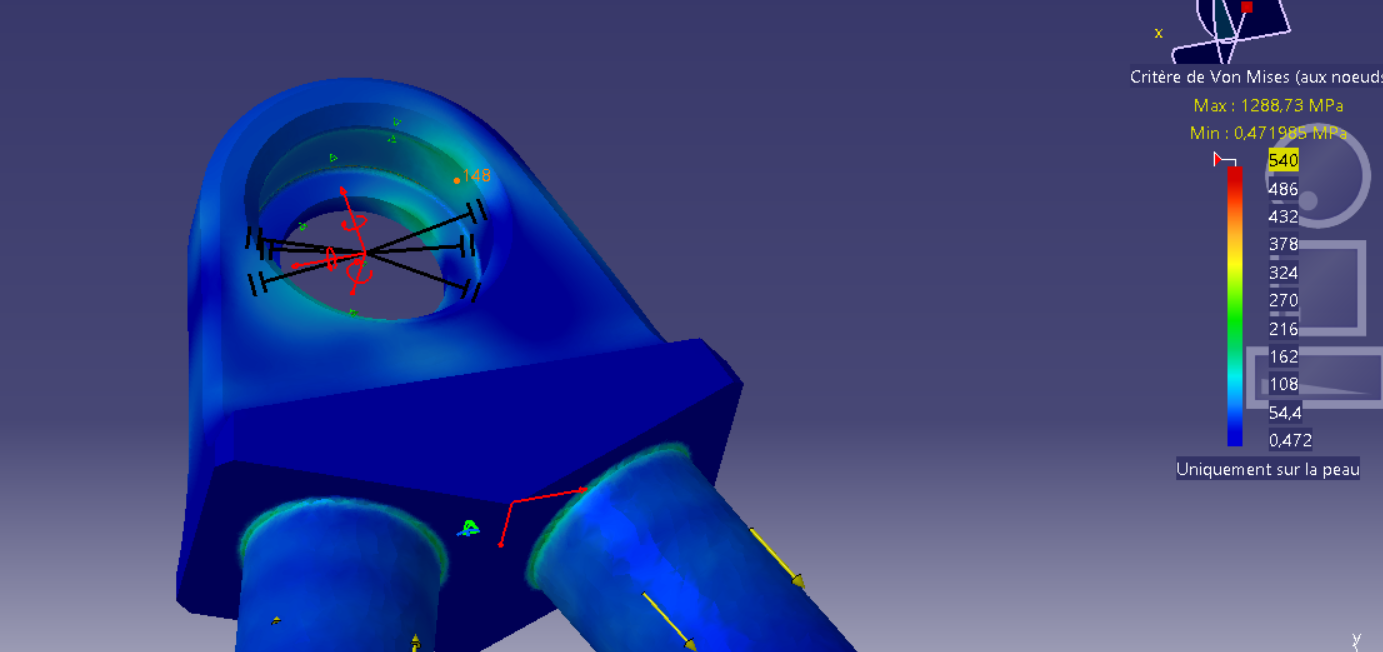 x
Critère de Von Mises (aux noeuds
Max : 1288,73 MPa
Min : 0,471985 MPa
540
486
432
378
324
270
216
162
108
54,4
0,472
Uniquement sur la peau
148
y